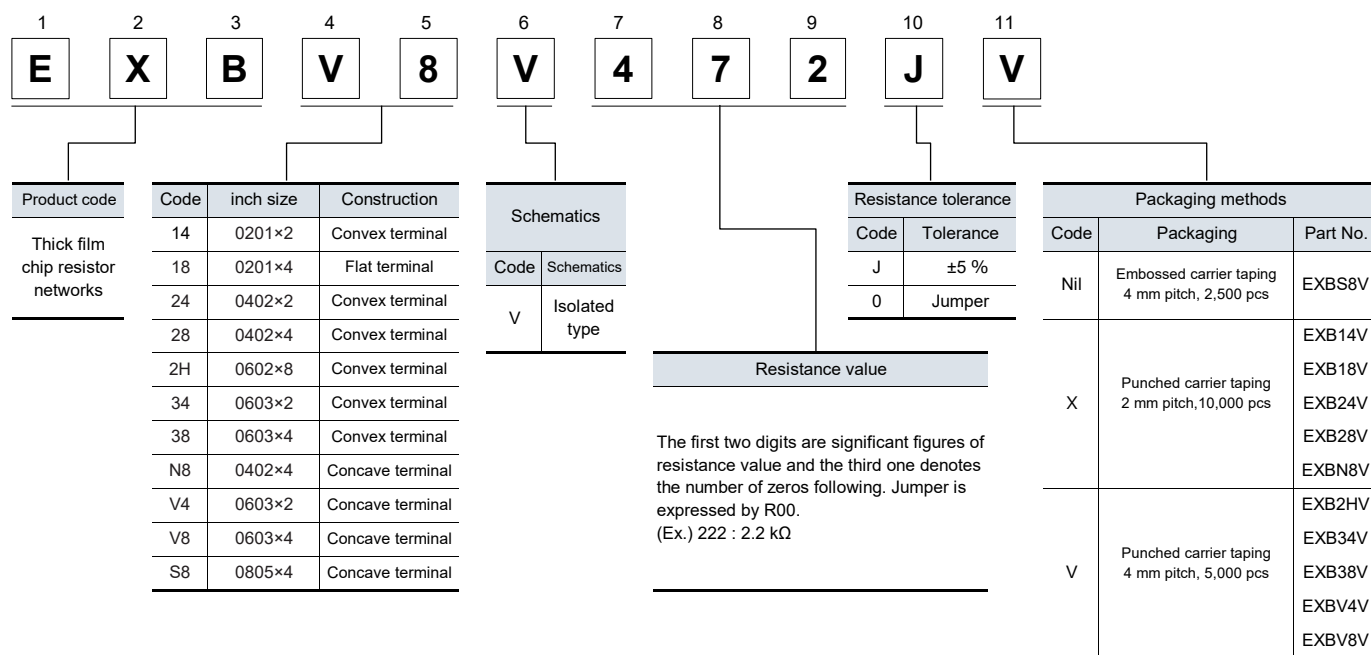 1 2 3 4 5 6 7 8 9 10 11
E X B V 8 V 4 7 2 J V
Product code
Thick film
chip resistor
networks
Code inch size Construction
14 0201×2 Convex terminal
18 0201×4 Flat terminal
24 0402×2 Convex terminal
28 0402×4 Convex terminal
2H 0602×8 Convex terminal
34 0603×2 Convex terminal
38 0603×4 Convex terminal
N8 0402×4 Concave terminal
V4 0603×2 Concave terminal
V8 0603×4 Concave terminal
S8 0805×4 Concave terminal
Schematics
Code Schematics
V Isolated
type
Resistance value
The first two digits are significant figures of
resistance value and the third one denotes
the number of zeros following. Jumper is
expressed by R00.
(Ex.) 222 : 2.2 kΩ
Resistance tolerance
Code Tolerance
J ±5 %
0 Jumper
Packaging methods
Code Packaging Part No.
Nil Embossed carrier taping
4 mm pitch, 2,500 pcs
EXBS8V
X Punched carrier taping
2 mm pitch,10,000 pcs
EXB14V
EXB18V
EXB24V
EXB28V
EXBN8V
V Punched carrier taping
4 mm pitch, 5,000 pcs
EXB2HV
EXB34V
EXB38V
EXBV4V
EXBV8V